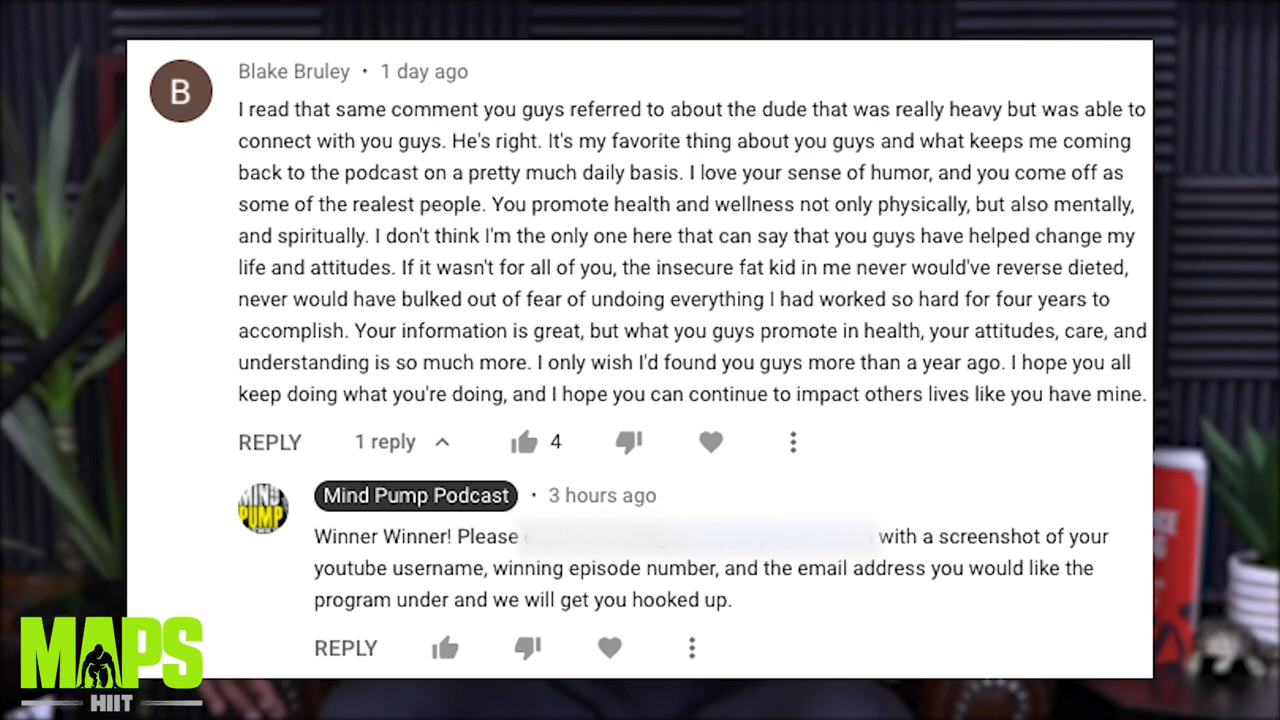 B
Blake Bruley • 1 day ago
I read that same comment you guys referred to about the dude that was really heavy but was able to
connect with you guys. He's right. It's my favorite thing about you guys and what keeps me coming
back to the podcast on a pretty much daily basis. I love your sense of humor, and you come off as
some of the realest people. You promote health and wellness not only physically, but also mentally,
and spiritually. I don't think I'm the only one here that can say that you guys have helped change my
life and attitudes. If it wasn't for all of you, the insecure fat kid in me never would've reverse dieted,
never would have bulked out of fear of undoing everything I had worked so hard for four years to
accomplish. Your information is great, but what you guys promote in health, your attitudes, care, and
understanding is so much more. I only wish I'd found you guys more than a year ago. I hope you all
keep doing what you're doing, and I hope you can continue to impact others lives like you have mine.
REPLY 1 reply 4
MIND PUMP
Mind Pump Podcast • 3 hours ago
Winner Winner! Please with a screenshot of your
youtube username, winning episode number, and the email address you would like the
program under and we will get you hooked up.
REPLY
MAPS
HIIT